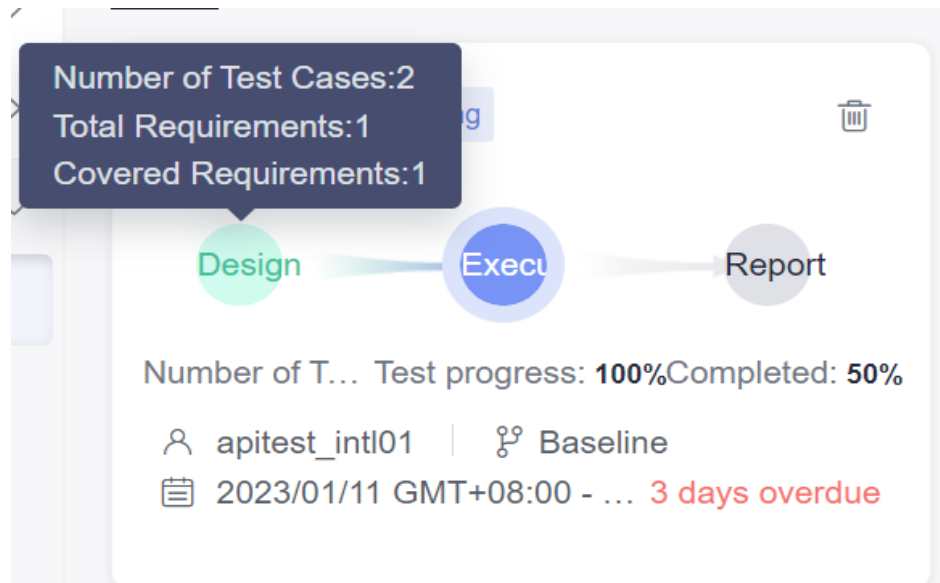 Number of Test Cases:2
Total Requirements:1
Covered Requirements:1
Design
Execu
Report
Number of T... Test progress: 100% Completed: 50%
apitest_intl01 Baseline
2023/01/11 GMT+08:00 - ... 3 days overdue